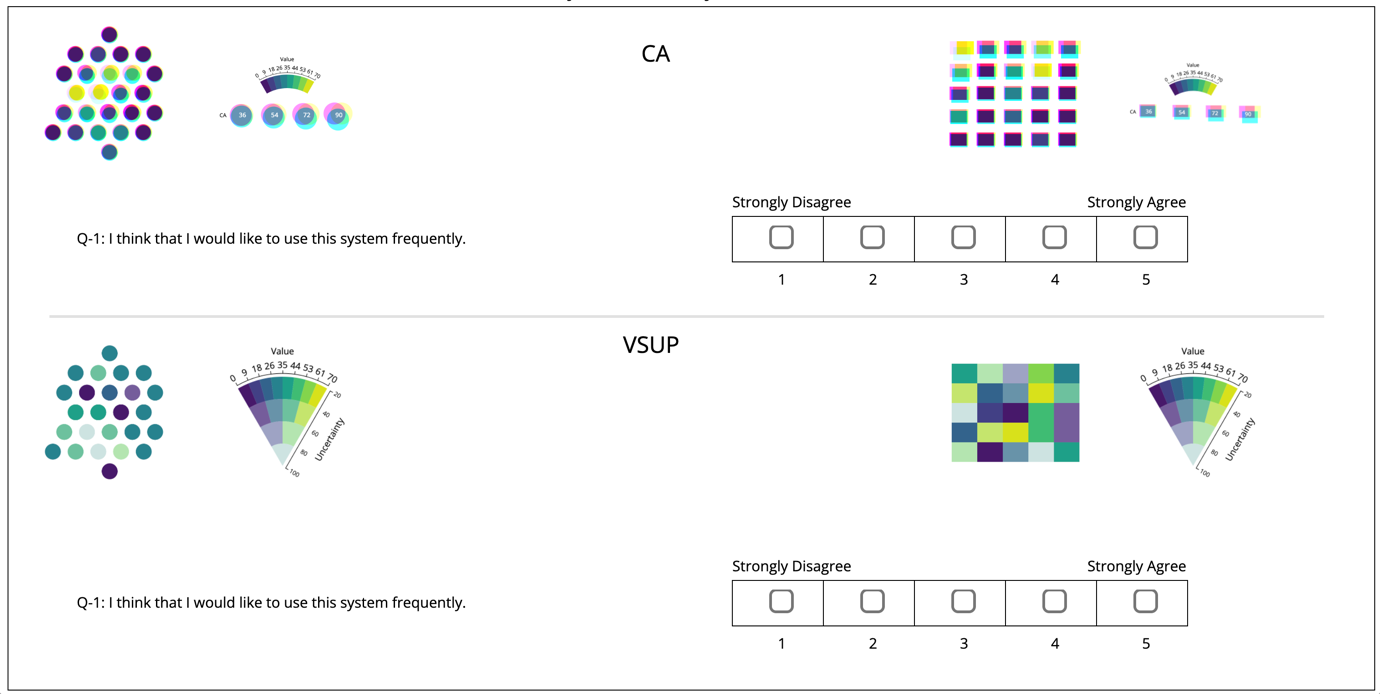 CA
Value
0 9 18 26 35 44 53 61 70
CA 36 54 72 90
Value
0 9 18 26 35 44 53 61 70
CA 36 54 72 90
Strongly Disagree Strongly Agree
Q-1: I think that I would like to use this system frequently.
1 2 3 4 5
VSUP
Value
0 9 18 26 35 44 53 61 70
20
40
60
80
100
Uncertainty
Value
0 9 18 26 35 44 53 61 70
20
40
60
80
100
Uncertainty
Strongly Disagree Strongly Agree
Q-1: I think that I would like to use this system frequently.
1 2 3 4 5